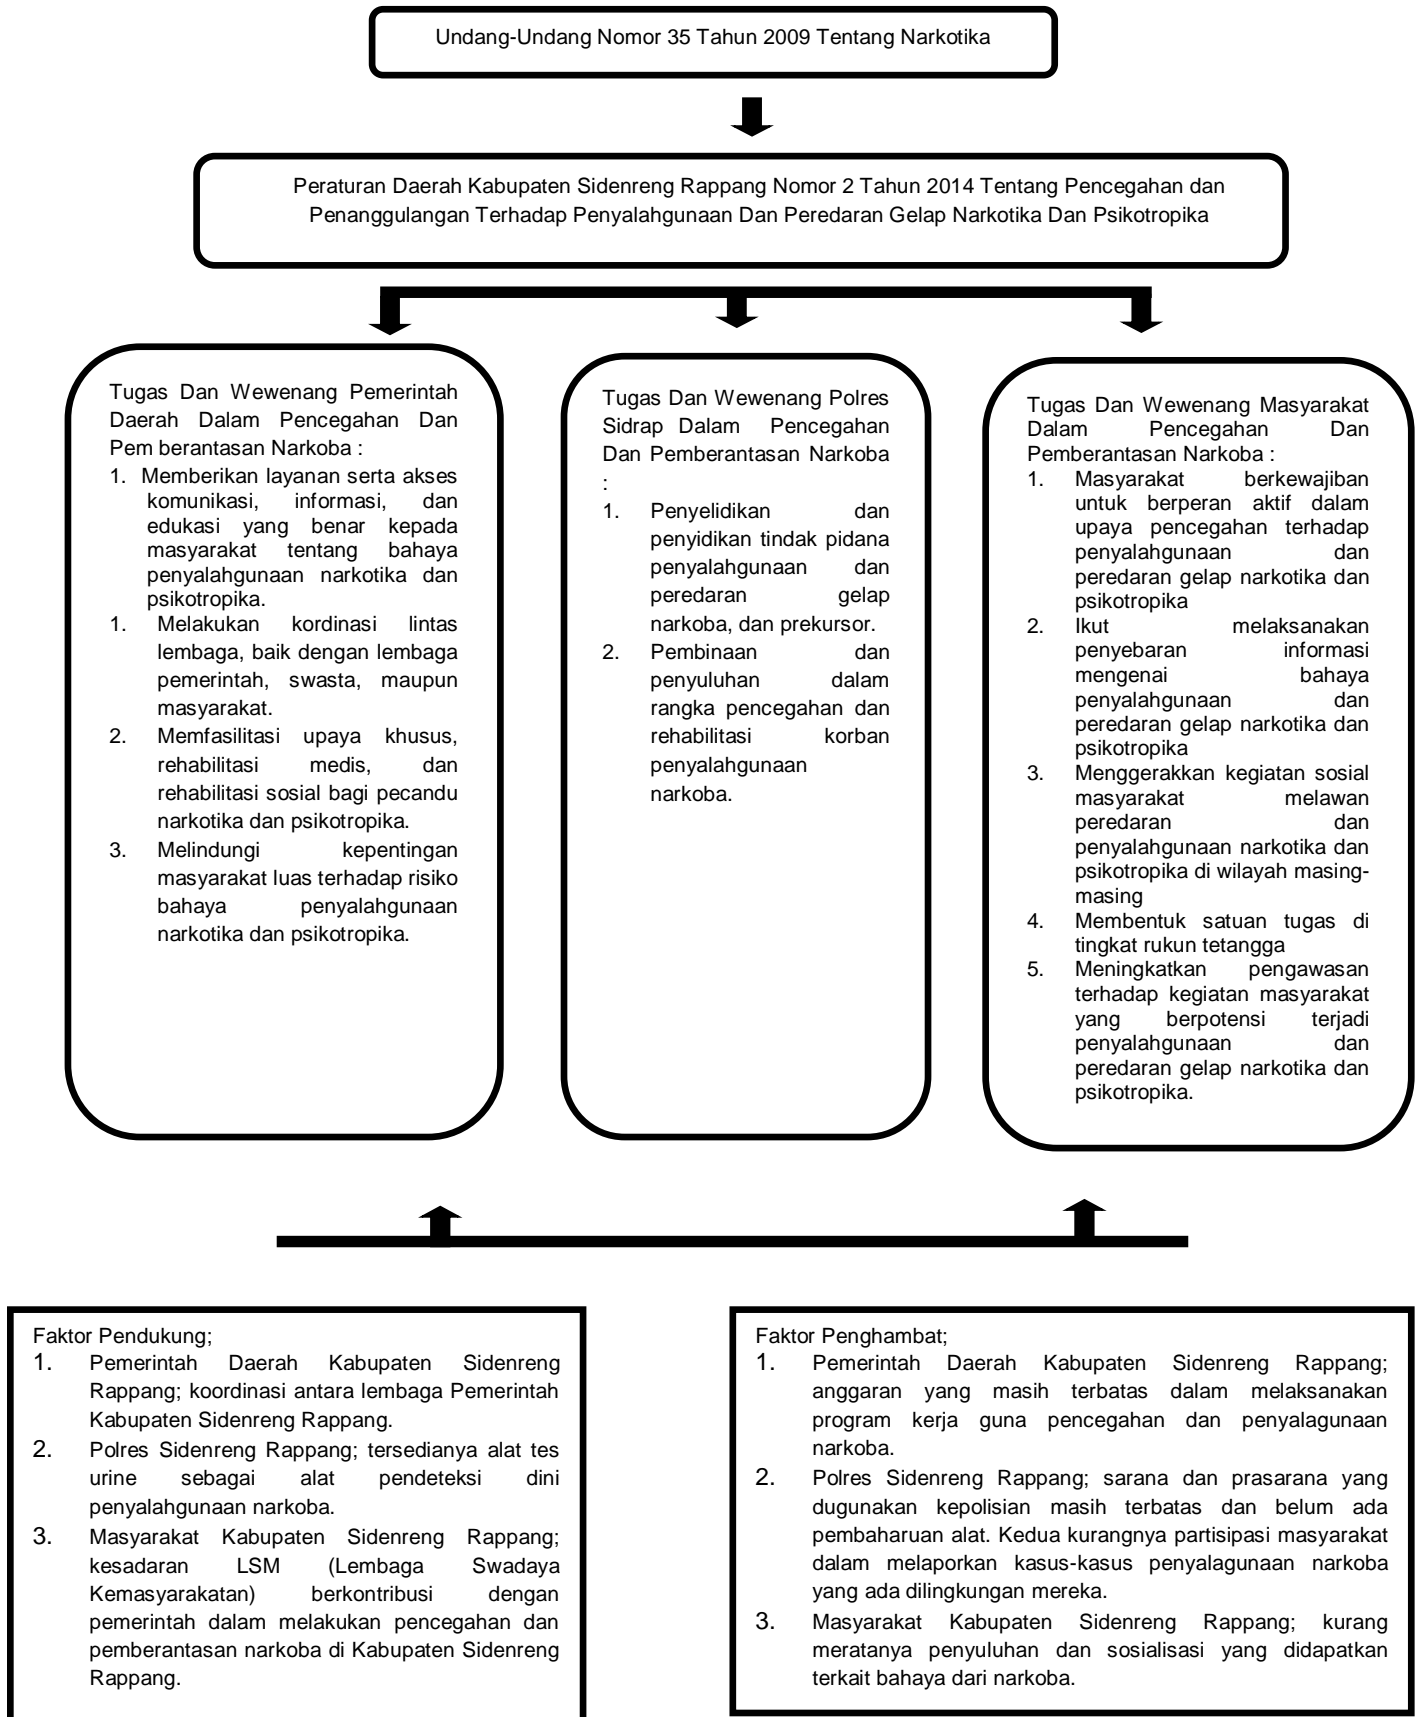 Undang-Undang Nomor 35 Tahun 2009 Tentang Narkotika
Peraturan Daerah Kabupaten Sidenreng Rappang Nomor 2 Tahun 2014 Tentang Pencegahan dan
Penanggulangan Terhadap Penyalahgunaan Dan Peredaran Gelap Narkotika Dan Psikotropika
Tugas Dan Wewenang Pemerintah
Daerah Dalam Pencegahan Dan
Pem berantasan Narkoba :
1. Memberikan layanan serta akses
komunikasi, informasi, dan
edukasi yang benar kepada
masyarakat tentang bahaya
penyalahgunaan narkotika dan
psikotropika.
1. Melakukan kordinasi lintas
lembaga, baik dengan lembaga
pemerintah, swasta, maupun
masyarakat.
2. Memfasilitasi upaya khusus,
rehabilitasi medis, dan
rehabilitasi sosial bagi pecandu
narkotika dan psikotropika.
3. Melindungi kepentingan
masyarakat luas terhadap risiko
bahaya penyalahgunaan
narkotika dan psikotropika.
Tugas Dan Wewenang Polres
Sidrap Dalam Pencegahan
Dan Pemberantasan Narkoba
:
1. Penyelidikan dan
penyidikan tindak pidana
penyalahgunaan dan
peredaran gelap
narkoba, dan prekursor.
2. Pembinaan dan
penyuluhan dalam
rangka pencegahan dan
rehabilitasi korban
penyalahgunaan
narkoba.
Tugas Dan Wewenang Masyarakat
Dalam Pencegahan Dan
Pemberantasan Narkoba :
1. Masyarakat berkewajiban
untuk berperan aktif dalam
upaya pencegahan terhadap
penyalahgunaan dan
peredaran gelap narkotika dan
psikotropika
2. Ikut melaksanakan
penyebaran informasi
mengenai bahaya
penyalahgunaan dan
peredaran gelap narkotika dan
psikotropika
3. Menggerakkan kegiatan sosial
masyarakat melawan
peredaran dan
penyalahgunaan narkotika dan
psikotropika di wilayah masing-
masing
4. Membentuk satuan tugas di
tingkat rukun tetangga
5. Meningkatkan pengawasan
terhadap kegiatan masyarakat
yang berpotensi terjadi
penyalahgunaan dan
peredaran gelap narkotika dan
psikotropika.
Faktor Pendukung;
1. Pemerintah Daerah Kabupaten Sidenreng
Rappang; koordinasi antara lembaga Pemerintah
Kabupaten Sidenreng Rappang.
2. Polres Sidenreng Rappang; tersedianya alat tes
urine sebagai alat pendeteksi dini
penyalahgunaan narkoba.
3. Masyarakat Kabupaten Sidenreng Rappang;
kesadaran LSM (Lembaga Swadaya
Kemasyarakatan) berkontribusi dengan
pemerintah dalam melakukan pencegahan dan
pemberantasan narkoba di Kabupaten Sidenreng
Rappang.
Faktor Penghambat;
1. Pemerintah Daerah Kabupaten Sidenreng Rappang;
anggaran yang masih terbatas dalam melaksanakan
program kerja guna pencegahan dan penyalagunaan
narkoba.
2. Polres Sidenreng Rappang; sarana dan prasarana yang
dugunakan kepolisian masih terbatas dan belum ada
pembaharuan alat. Kedua kurangnya partisipasi masyarakat
dalam melaporkan kasus-kasus penyalagunaan narkoba
yang ada dilingkungan mereka.
3. Masyarakat Kabupaten Sidenreng Rappang; kurang
meratanya penyuluhan dan sosialisasi yang didapatkan
terkait bahaya dari narkoba.